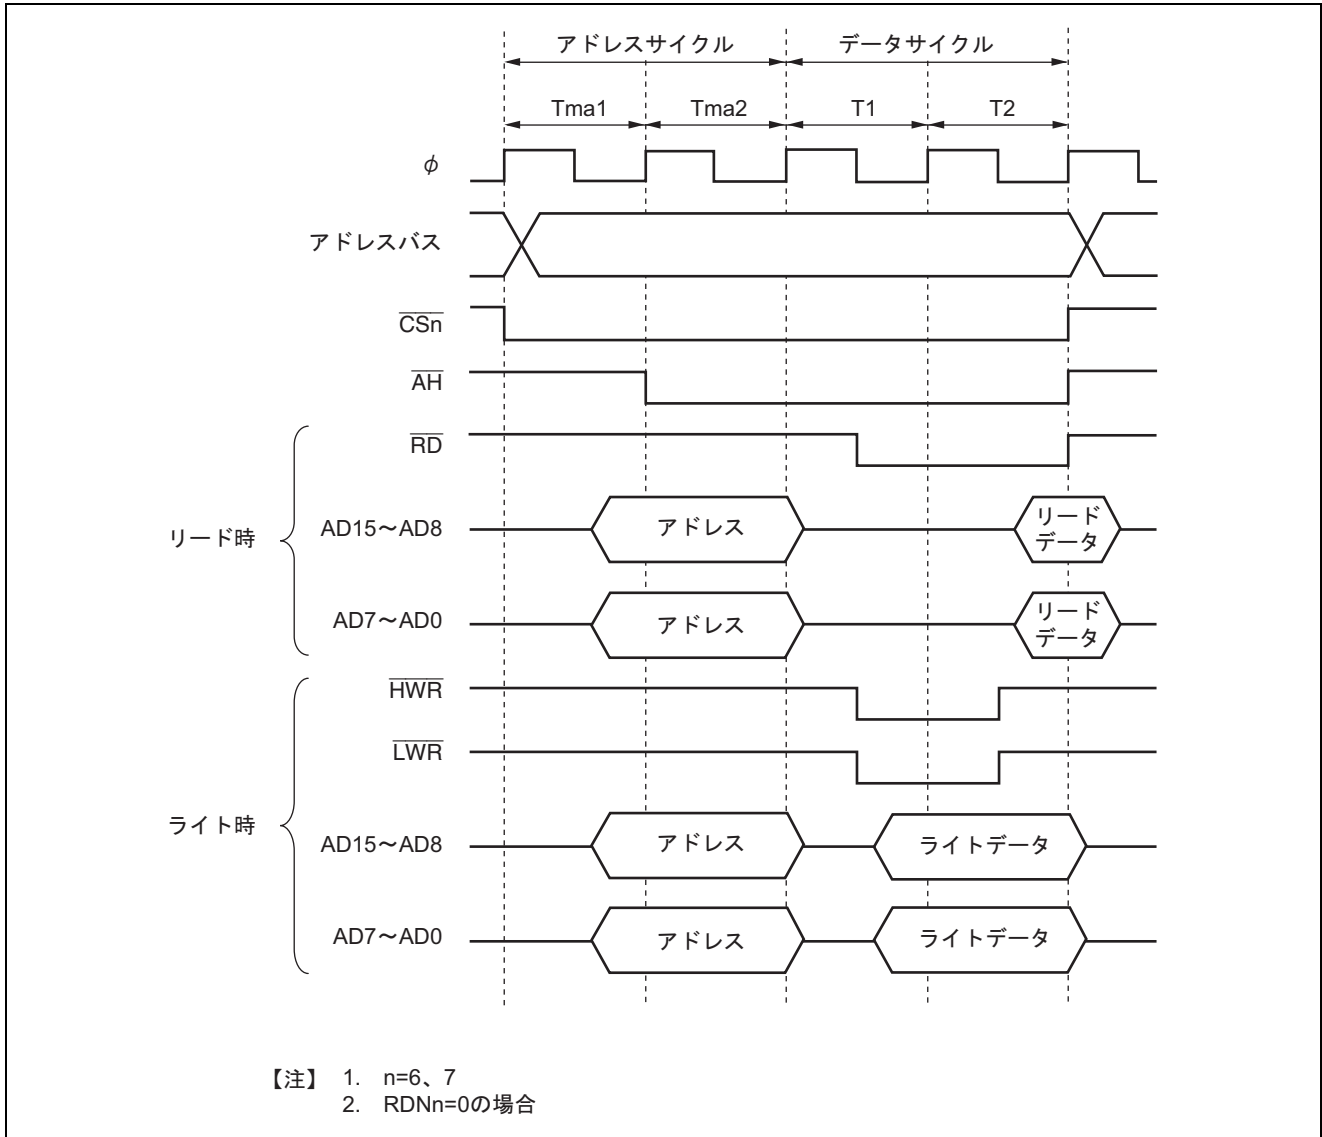 アドレスサイクル データサイクル
Tma1 Tma2 T1 T2
φ
アドレスバス
CSn
AH
RD
リード時
AD15～AD8 アドレス リード
データ
AD7～AD0 アドレス リード
データ
HWR
LWR
ライト時
AD15～AD8 アドレス ライトデータ
AD7～AD0 アドレス ライトデータ
【注】 1. n=6、7
2. RDNn=0の場合